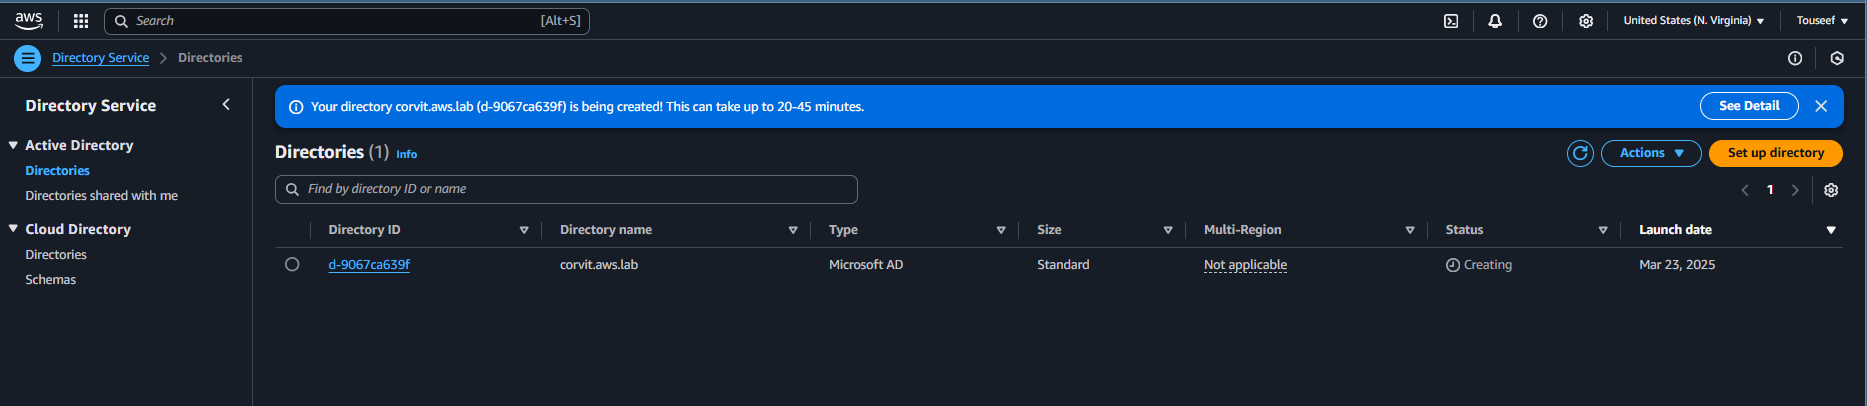 aws
Search [Alt+S]
United States (N. Virginia) Touseef
Directory Service Directories
Directory Service
Active Directory
Directories
Directories shared with me
Cloud Directory
Directories
Schemas
Your directory corvit.aws.lab (d-9067ca639f) is being created! This can take up to 20-45 minutes.
See Detail
Directories (1) Info
Actions
Set up directory
Find by directory ID or name
1
Directory ID Directory name Type Size Multi-Region Status Launch date
d-9067ca639f corvit.aws.lab Microsoft AD Standard Not applicable Creating Mar 23, 2025